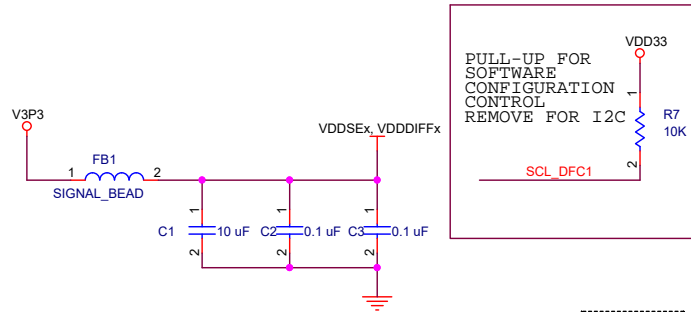 VDD33
PULL-UP FOR
SOFTWARE
CONFIGURATION
CONTROL
REMOVE FOR I2C
1
R7
10K
2
SCL_DFC1
V3P3
VDDSEx, VDDDIFFx
FB1
1 2
SIGNAL_BEAD
1 1 1
C1 10 uF C2 0.1 uF C3 0.1 uF
2 2 2